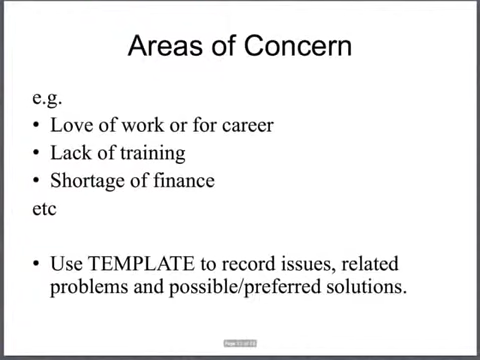 Areas of Concern
e.g.
• Love of work or for career
• Lack of training
• Shortage of finance
etc
• Use TEMPLATE to record issues, related
problems and possible/preferred solutions.